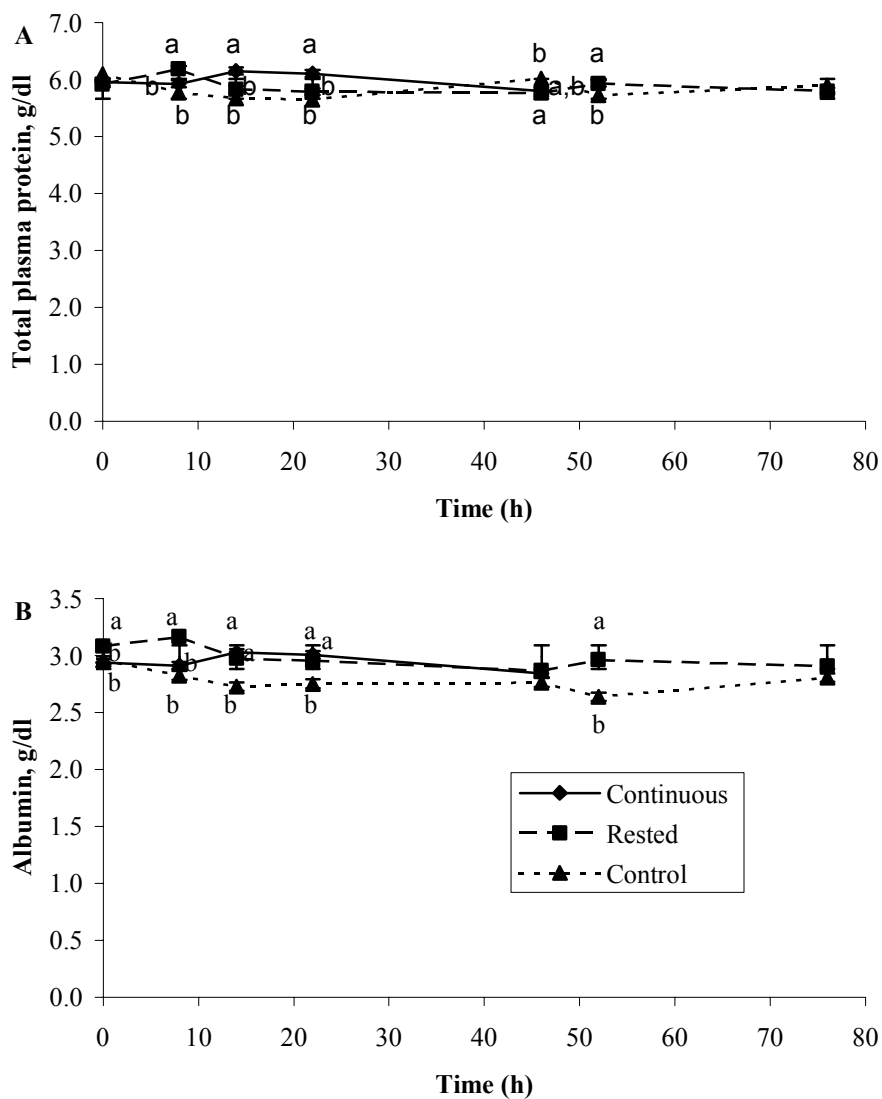 A
7.0
a a a b a
6.0
b b b a,b
b b b a b
5.0
4.0
3.0
2.0
1.0
0.0
0 10 20 30 40 50 60 70 80
Total plasma protein, g/dl
Time (h)
B
3.5
a a a a a
a a
3.0
b b
b b b b b
2.5
2.0
1.5
1.0
0.5
0.0
0 10 20 30 40 50 60 70 80
Albumin, g/dl
Time (h)
Continuous
Rested
Control